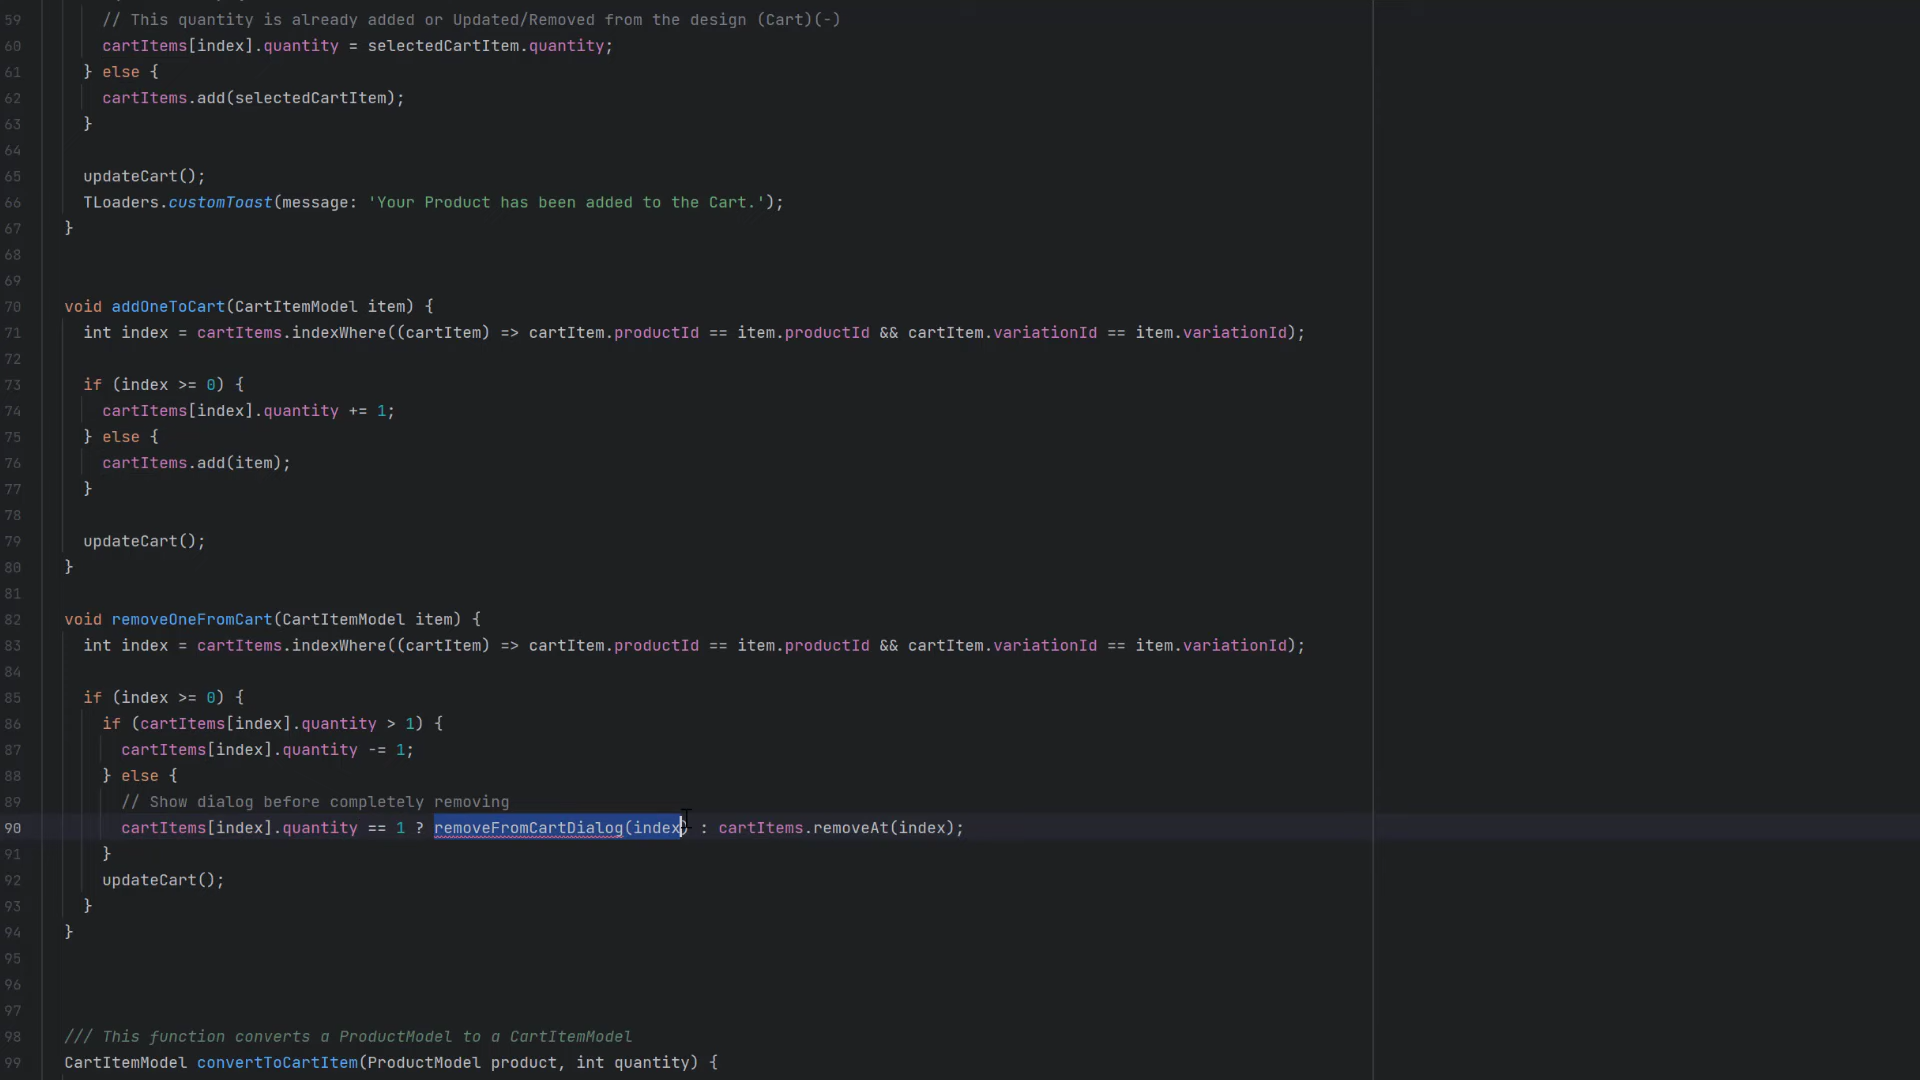 59 // This quantity is already added or Updated/Removed from the design (Cart)(-)
60 cartItems[index].quantity = selectedCartItem.quantity;
61 } else {
62 cartItems.add(selectedCartItem);
63 }
64
65 updateCart();
66 TLoaders.customToast(message: 'Your Product has been added to the Cart.');
67 }
68
69
70 void addOneToCart(CartItemModel item) {
71 int index = cartItems.indexWhere((cartItem) => cartItem.productId == item.productId && cartItem.variationId == item.variationId);
72
73 if (index >= 0) {
74 cartItems[index].quantity += 1;
75 } else {
76 cartItems.add(item);
77 }
78
79 updateCart();
80 }
81
82 void removeOneFromCart(CartItemModel item) {
83 int index = cartItems.indexWhere((cartItem) => cartItem.productId == item.productId && cartItem.variationId == item.variationId);
84
85 if (index >= 0) {
86 if (cartItems[index].quantity > 1) {
87 cartItems[index].quantity -= 1;
88 } else {
89 // Show dialog before completely removing
90 cartItems[index].quantity == 1 ? removeFromCartDialog(index) : cartItems.removeAt(index);
91 }
92 updateCart();
93 }
94 }
95
96
97
98 /// This function converts a ProductModel to a CartItemModel
99 CartItemModel convertToCartItem(ProductModel product, int quantity) {